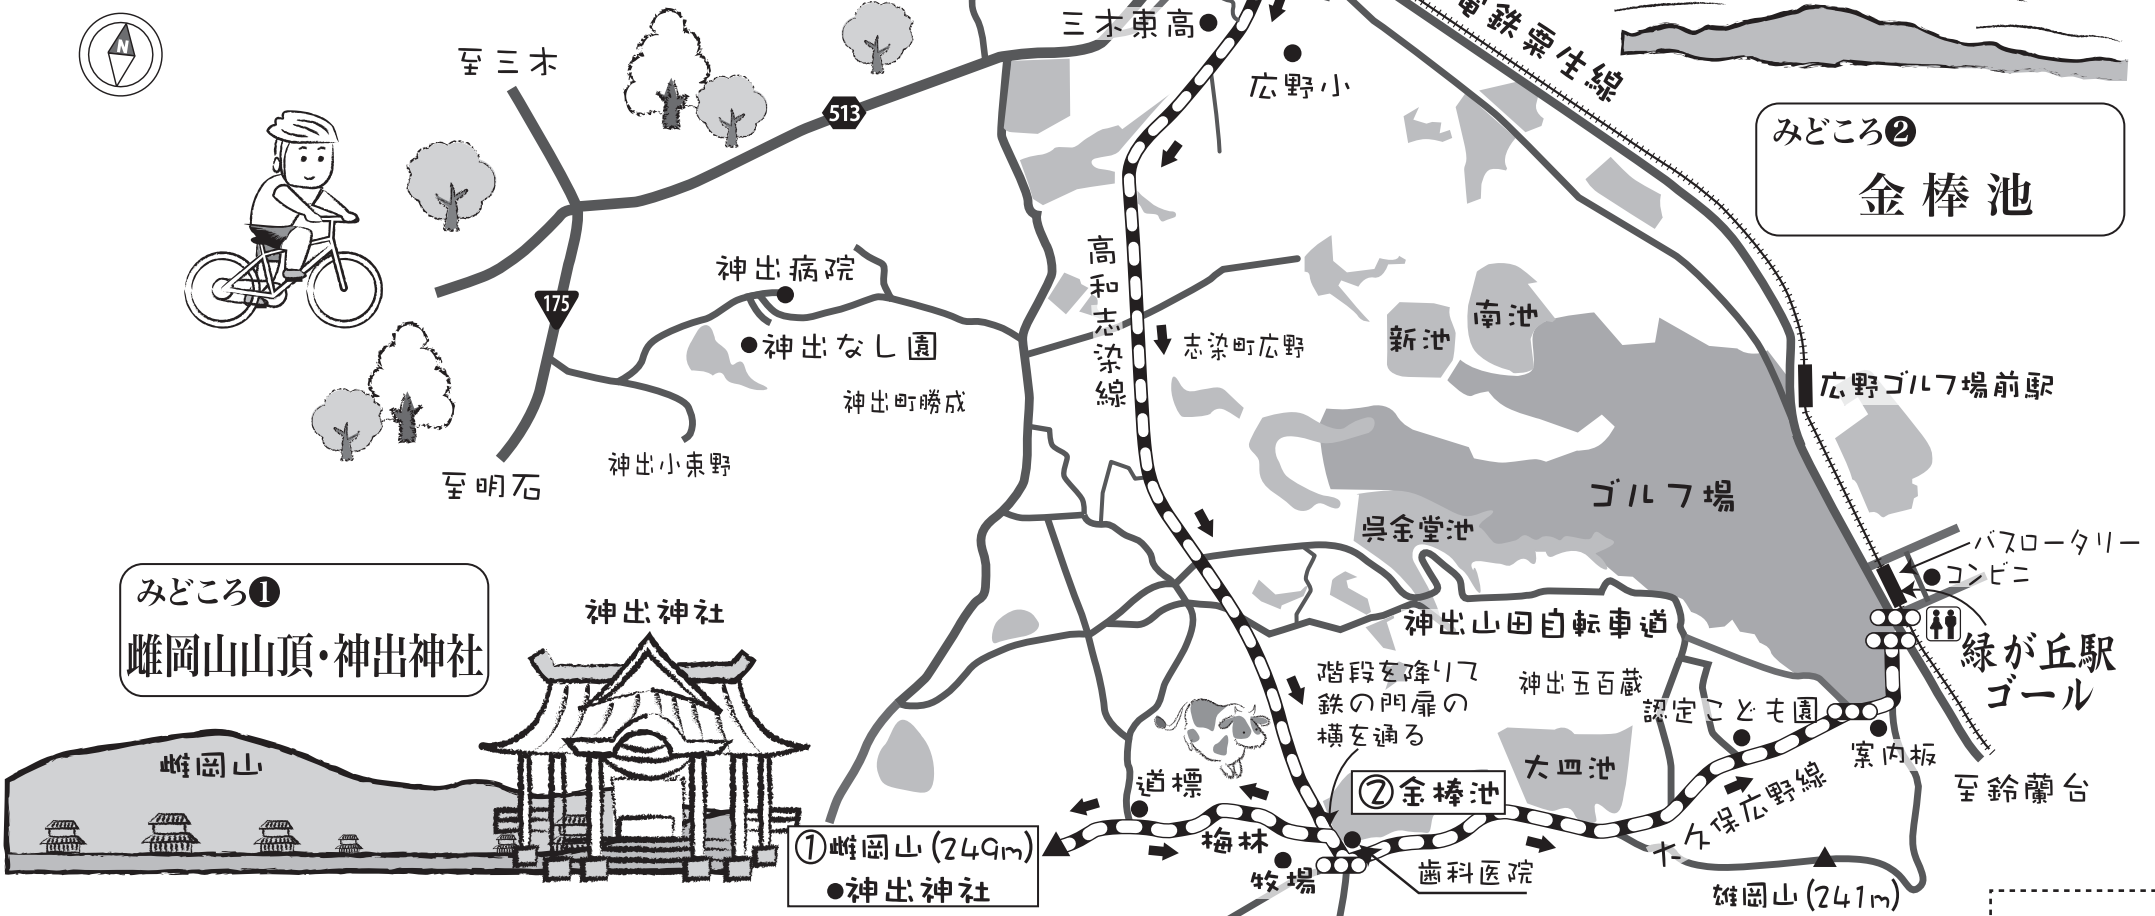 N
至三木
三木東高
広野小
電鉄粟生線
513
みどころ❷
金棒池
神出病院
175
神出なし園
神出町勝成
神出小東野
至明石
高和志染線
志染町広野
新池
南池
広野ゴルフ場前駅
ゴルフ場
呉金堂池
バスロータリー
コンビニ
みどころ❶
雌岡山山頂・神出神社
神出神社
雌岡山
神出山田自転車道
緑が丘駅
ゴール
階段を降りて
鉄の門扉の
横を通る
神出五百蔵
認定こども園
案内板
至鈴蘭台
大皿池
道標
②金棒池
大久保広野線
梅林
牧場
歯科医院
①雌岡山(249m)
●神出神社
雄岡山(241m)